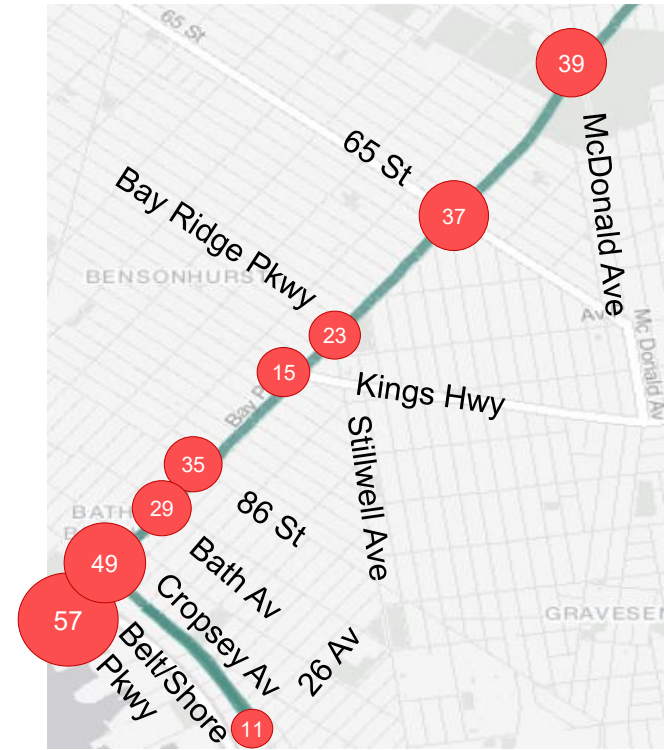 65 St
39
65 St
McDonald Ave
Bay Ridge Pkwy
37
BENSONHURST
23
Av
Mc Donald Av
15
Kings Hwy
Bay P
Stillwell Ave
35
86 St
BATH
29
Bath Av
49
Cropsey Av
57
Belt/Shore
Pkwy
26 Av
GRAVESE
11